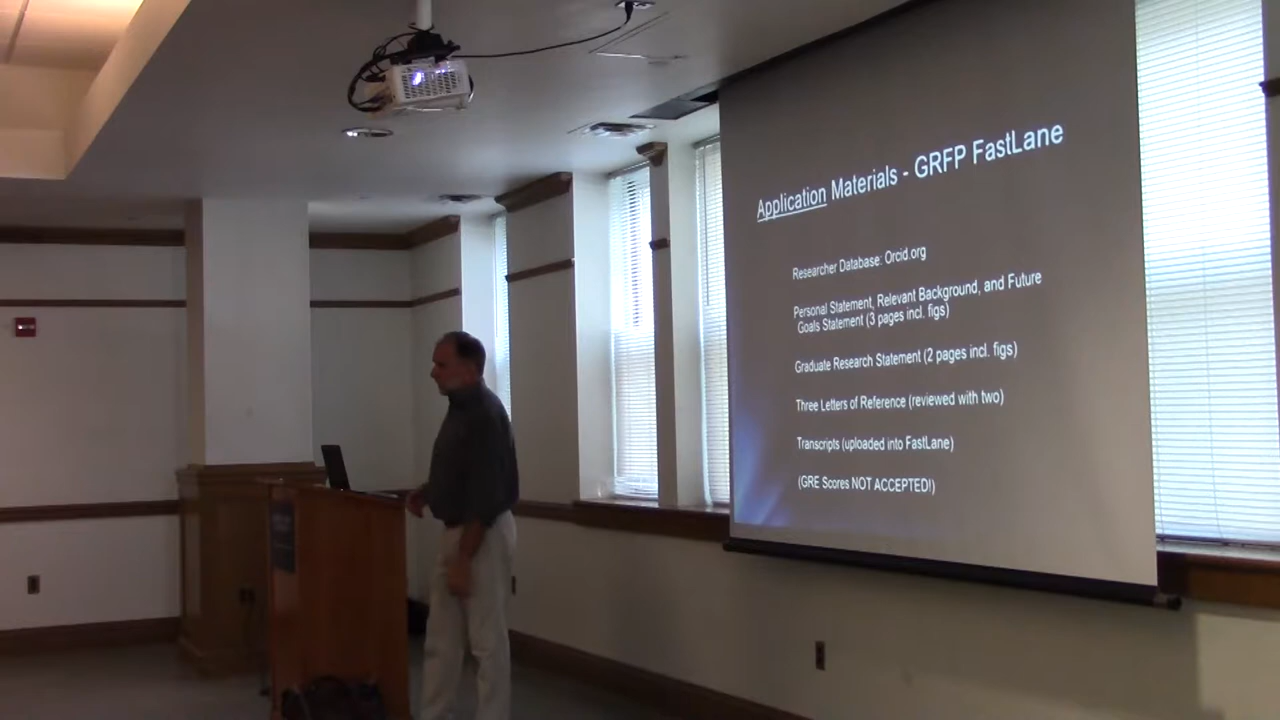 Application Materials - GRFP FastLane
Researcher Database: Orcid.org
Personal Statement, Relevant Background, and Future
Goals Statement (3 pages incl. figs)
Graduate Research Statement (2 pages incl. figs)
Three Letters of Reference (reviewed with two)
Transcripts (uploaded into FastLane)
(GRE Scores NOT ACCEPTED!)